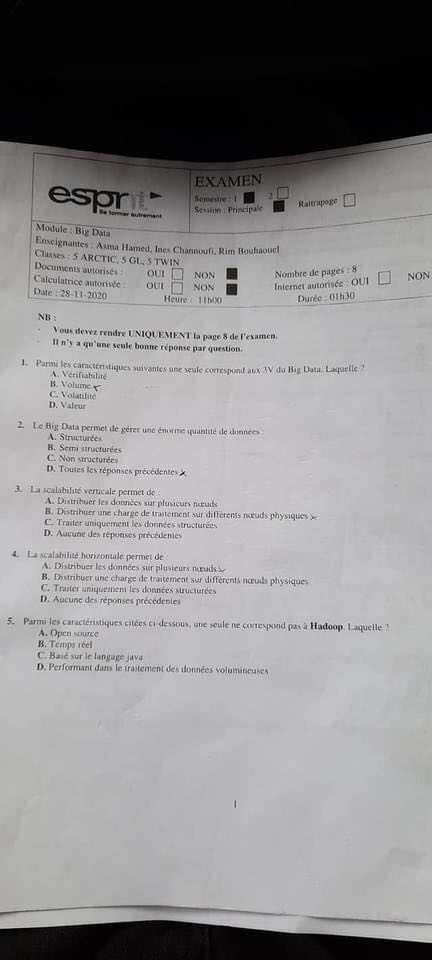 esprit
Se former autrement
EXAMEN
Semestre : 1 2
Session : Principale Rattrapage
Module : Big Data
Enseignantes : Asma Hamed, Ines Channoufi, Rim Bouhaouel
Classes : 5 ARCTIC, 5 GL, 5 TWIN
Documents autorisés : OUI NON Nombre de pages : 8
Calculatrice autorisée : OUI NON Internet autorisée : OUI NON
Date : 28-11-2020 Heure : 11h00 Durée : 01h30
NB :
- Vous devez rendre UNIQUEMENT la page 8 de l'examen.
- Il n'y a qu'une seule bonne réponse par question.
1. Parmi les caractéristiques suivantes une seule correspond aux 3V du Big Data. Laquelle ?
A. Vérifiabilité
B. Volume
C. Volatilité
D. Valeur
2. Le Big Data permet de gérer une énorme quantité de données :
A. Structurées
B. Semi structurées
C. Non structurées
D. Toutes les réponses précédentes
3. La scalabilité verticale permet de :
A. Distribuer les données sur plusieurs nœuds
B. Distribuer une charge de traitement sur différents nœuds physiques
C. Traiter uniquement les données structurées
D. Aucune des réponses précédentes
4. La scalabilité horizontale permet de :
A. Distribuer les données sur plusieurs nœuds
B. Distribuer une charge de traitement sur différents nœuds physiques
C. Traiter uniquement les données structurées
D. Aucune des réponses précédentes
5. Parmi les caractéristiques citées ci-dessous, une seule ne correspond pas à Hadoop. Laquelle ?
A. Open source
B. Temps réel
C. Basé sur le langage java
D. Performant dans le traitement des données volumineuses
1